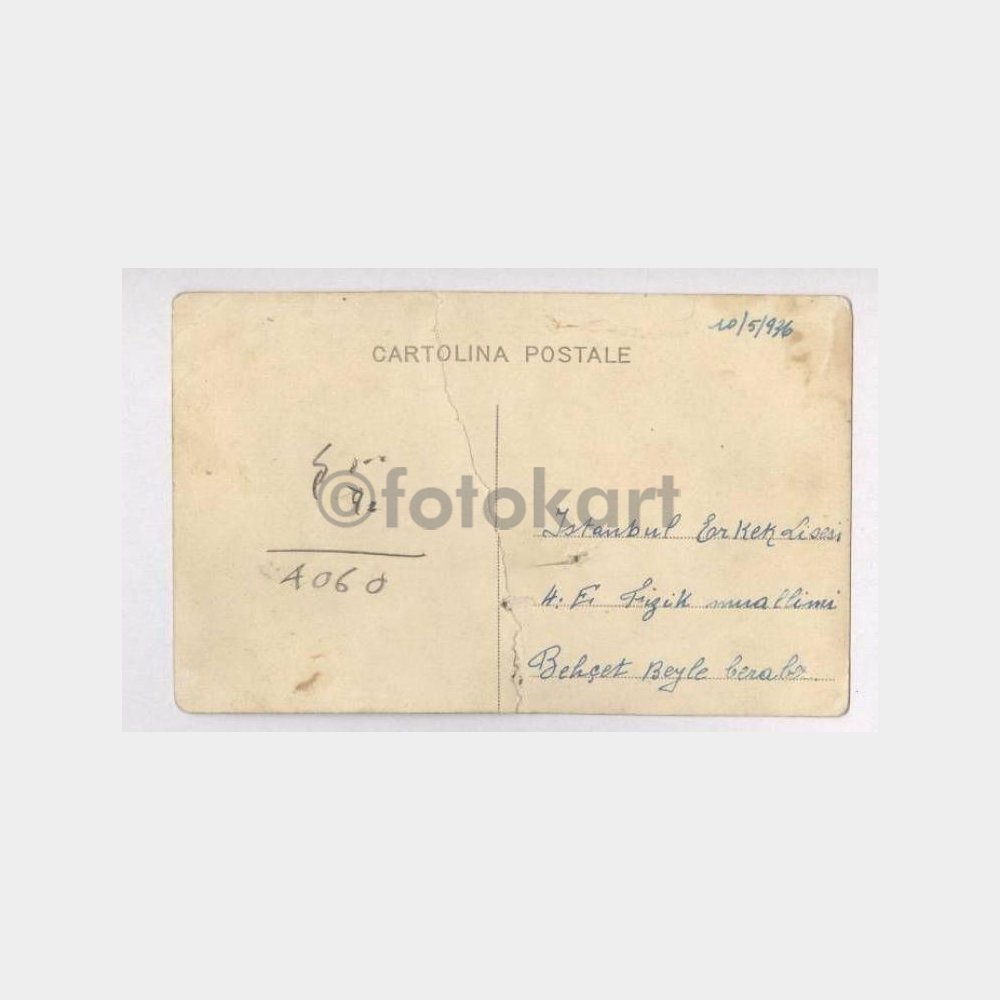 10/5/936
CARTOLINA POSTALE
©fotokart
4060
İstanbul Erkek Lisesi
4. E. Fizik muallimi
Behçet Beyle beraber